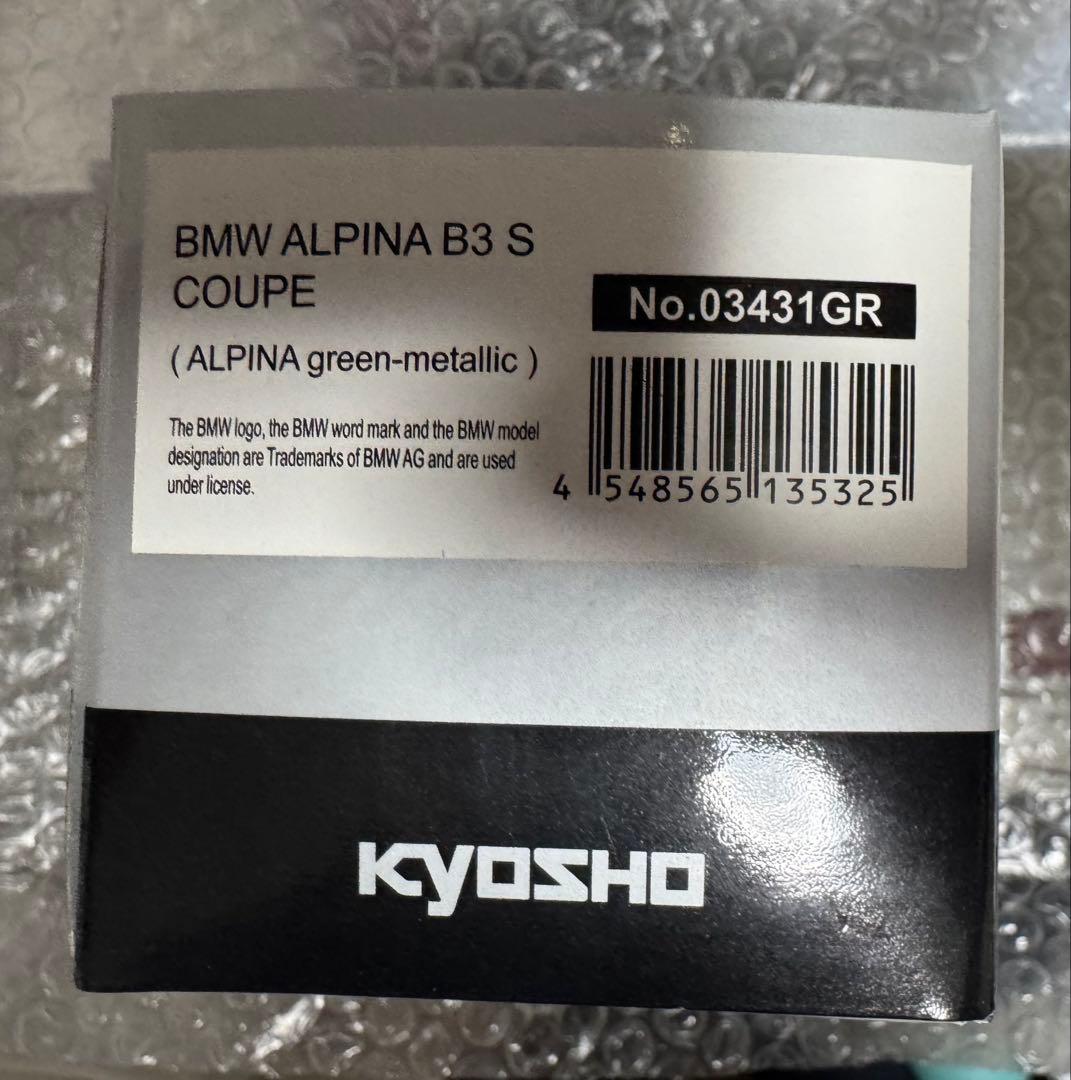 BMW ALPINA B3 S
COUPE
( ALPINA green-metallic )
The BMW logo, the BMW word mark and the BMW model
designation are Trademarks of BMW AG and are used
under license.
No.03431GR
4 548565 135325
KYOSHO